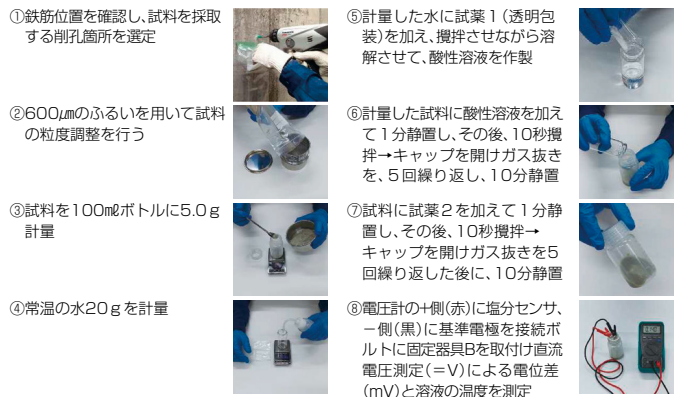 ①鉄筋位置を確認し、試料を採取
する削孔箇所を選定
②600㎛のふるいを用いて試料
の粒度調整を行う
③試料を100㎖ボトルに5.0ｇ
計量
④常温の水20ｇを計量
⑤計量した水に試薬１（透明包
装）を加え、攪拌させながら溶
解させて、酸性溶液を作製
⑥計量した試料に酸性溶液を加え
て１分静置し、その後、10秒攪
拌→キャップを開けガス抜き
を、５回繰り返し、10分静置
⑦試料に試薬２を加えて１分静
置し、その後、10秒攪拌→
キャップを開けガス抜きを5
回繰り返した後に、10分静置
⑧電圧計の+側(赤)に塩分センサ、
－側(黒)に基準電極を接続ボ
ルトに固定器具Bを取付け直流
電圧測定(＝V)による電位差
(mV)と溶液の温度を測定